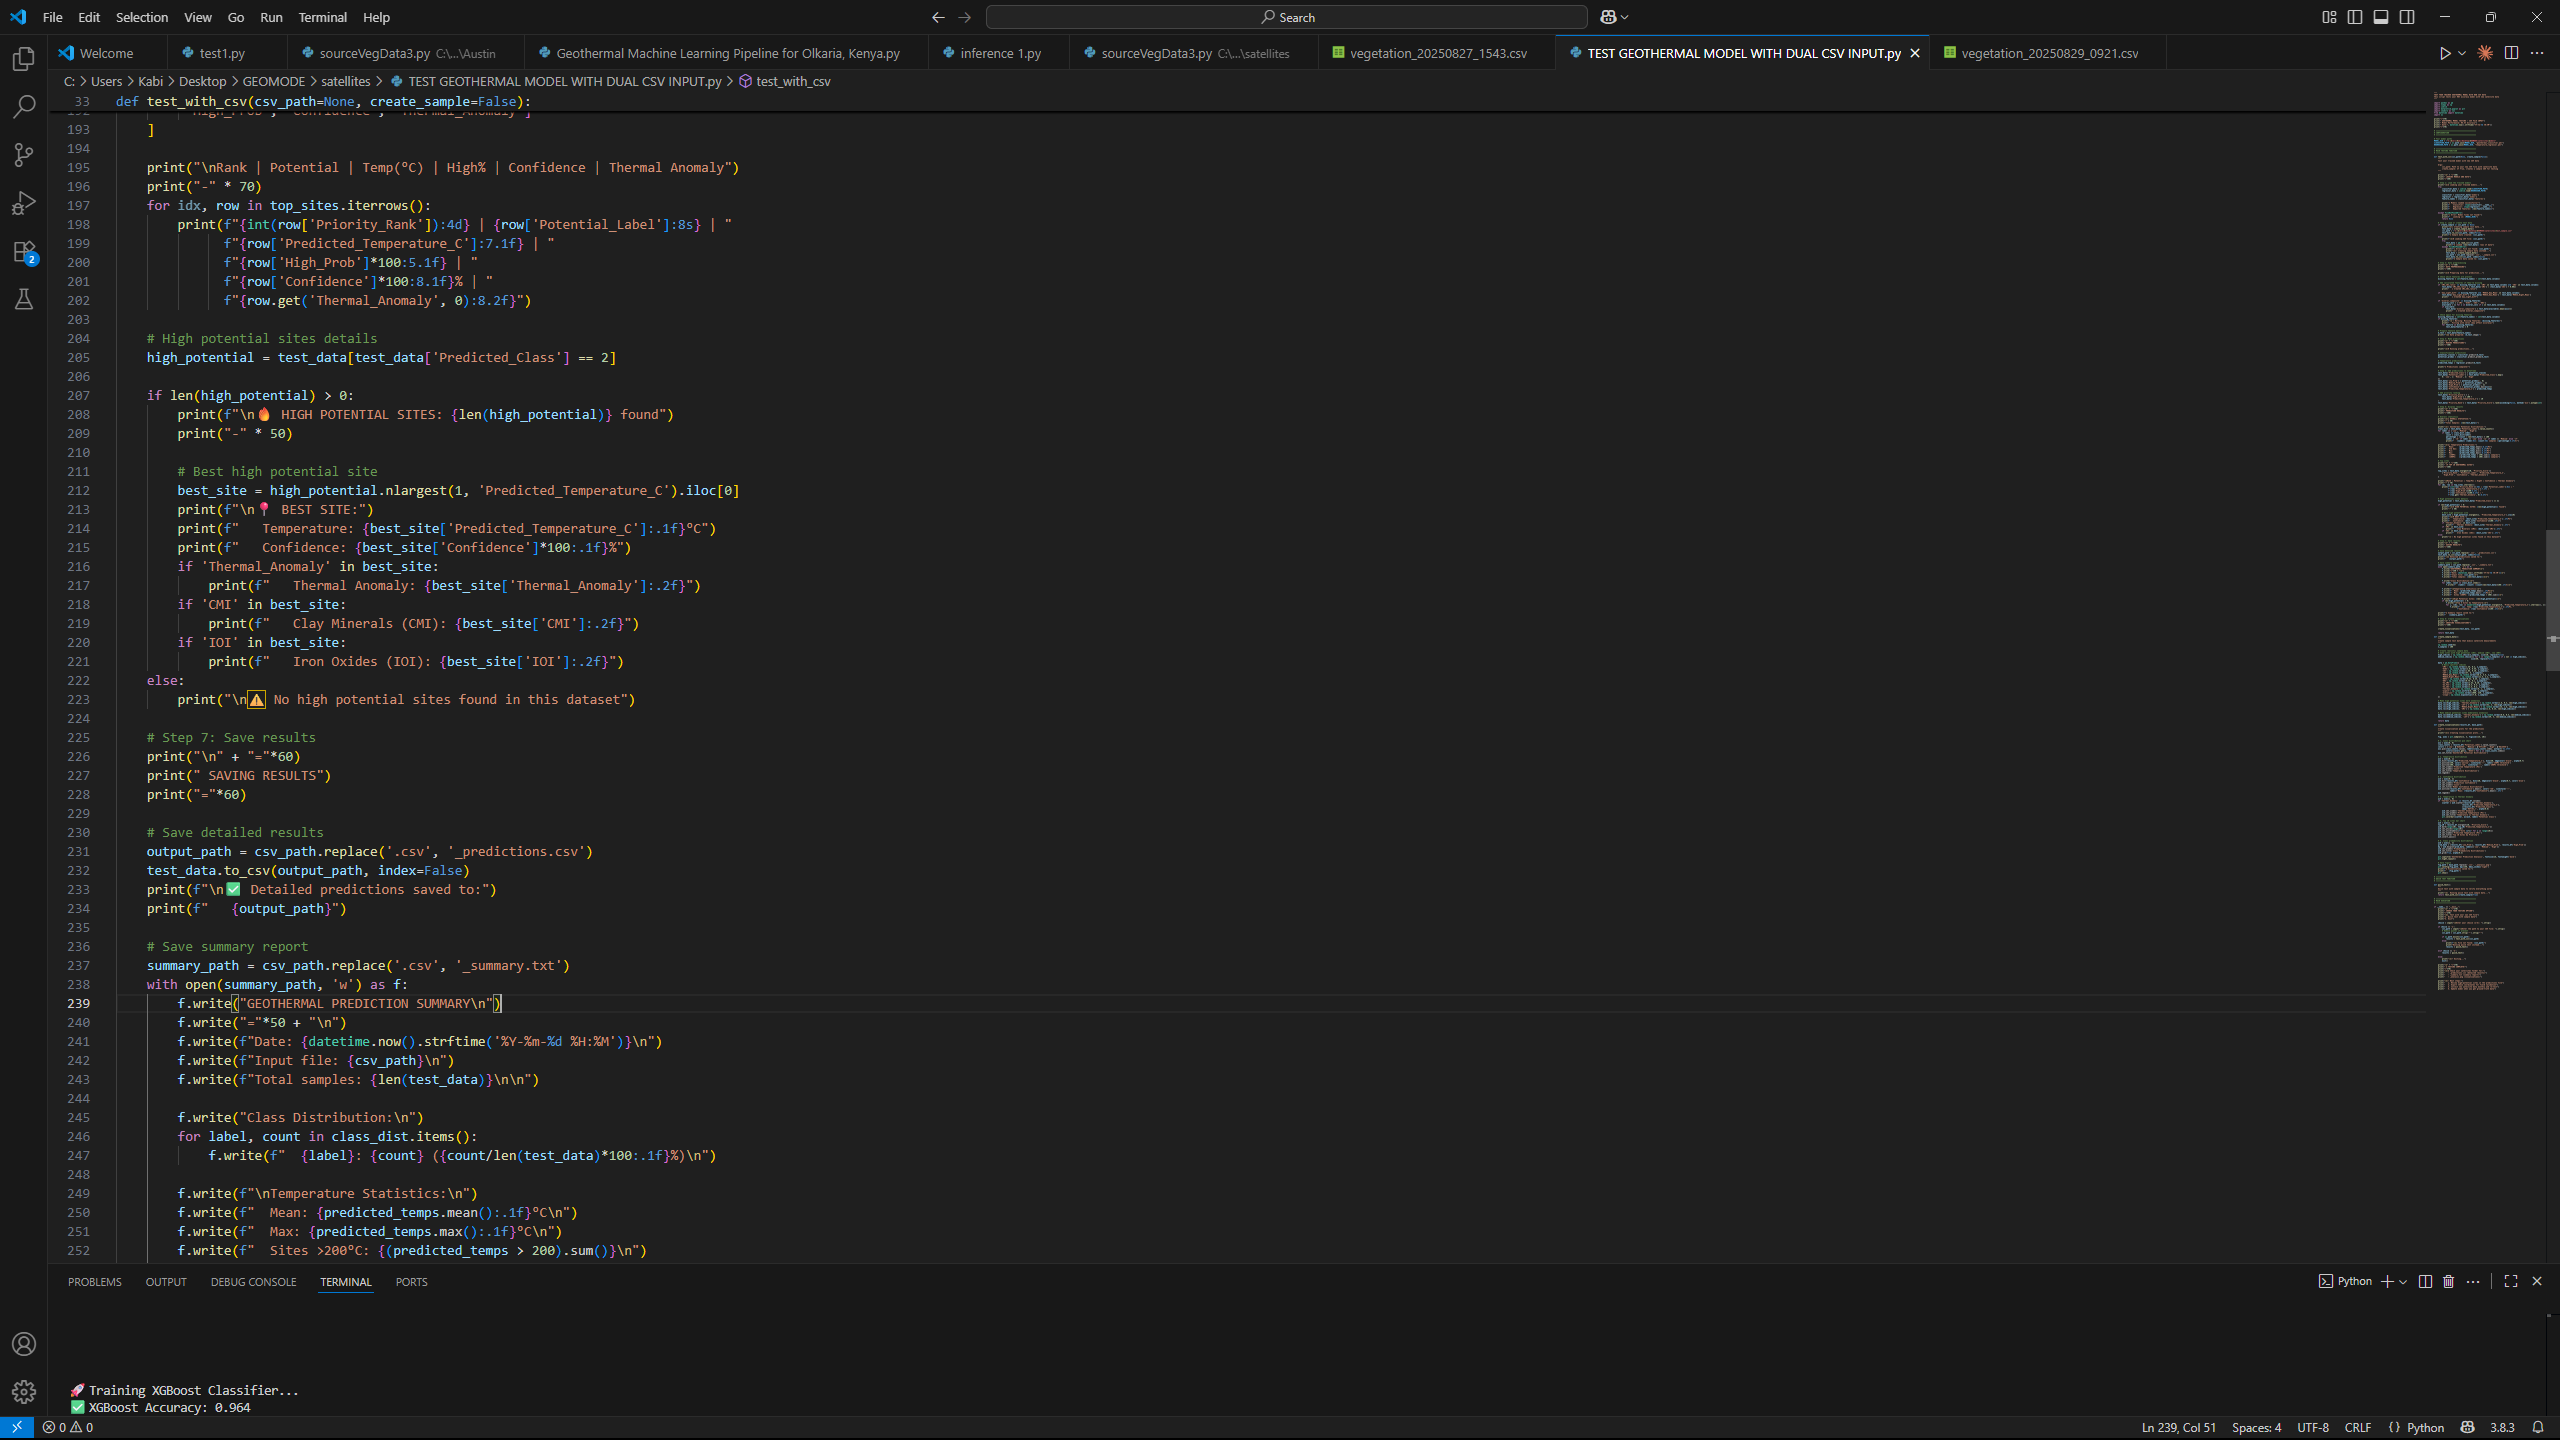 File Edit Selection View Go Run Terminal Help
Search
Welcome test1.py sourceVegData3.py C:\...\Austin Geothermal Machine Learning Pipeline for Olkaria, Kenya.py inference 1.py sourceVegData3.py C:\...\satellites vegetation_20250827_1543.csv TEST GEOTHERMAL MODEL WITH DUAL CSV INPUT.py vegetation_20250829_0921.csv
C: > Users > Kabi > Desktop > GEOMODE > satellites > TEST GEOTHERMAL MODEL WITH DUAL CSV INPUT.py > test_with_csv
33 def test_with_csv(csv_path=None, create_sample=False):
192 'High_Prob', 'Confidence', 'Thermal_Anomaly']
193 ]
194
195 print("\nRank | Potential | Temp(°C) | High% | Confidence | Thermal Anomaly")
196 print("-" * 70)
197 for idx, row in top_sites.iterrows():
198 print(f"{int(row['Priority_Rank']):4d} | {row['Potential_Label']:8s} | "
199 f"{row['Predicted_Temperature_C']:7.1f} | "
200 f"{row['High_Prob']*100:5.1f} | "
201 f"{row['Confidence']*100:8.1f}% | "
202 f"{row.get('Thermal_Anomaly', 0):8.2f}")
203
204 # High potential sites details
205 high_potential = test_data[test_data['Predicted_Class'] == 2]
206
207 if len(high_potential) > 0:
208 print(f"\n🔥 HIGH POTENTIAL SITES: {len(high_potential)} found")
209 print("-" * 50)
210
211 # Best high potential site
212 best_site = high_potential.nlargest(1, 'Predicted_Temperature_C').iloc[0]
213 print(f"\n📍 BEST SITE:")
214 print(f"   Temperature: {best_site['Predicted_Temperature_C']:.1f}°C")
215 print(f"   Confidence: {best_site['Confidence']*100:.1f}%")
216 if 'Thermal_Anomaly' in best_site:
217 print(f"   Thermal Anomaly: {best_site['Thermal_Anomaly']:.2f}")
218 if 'CMI' in best_site:
219 print(f"   Clay Minerals (CMI): {best_site['CMI']:.2f}")
220 if 'IOI' in best_site:
221 print(f"   Iron Oxides (IOI): {best_site['IOI']:.2f}")
222 else:
223 print("\n⚠ No high potential sites found in this dataset")
224
225 # Step 7: Save results
226 print("\n" + "="*60)
227 print(" SAVING RESULTS")
228 print("="*60)
229
230 # Save detailed results
231 output_path = csv_path.replace('.csv', '_predictions.csv')
232 test_data.to_csv(output_path, index=False)
233 print(f"\n✅ Detailed predictions saved to:")
234 print(f"   {output_path}")
235
236 # Save summary report
237 summary_path = csv_path.replace('.csv', '_summary.txt')
238 with open(summary_path, 'w') as f:
239 f.write("GEOTHERMAL PREDICTION SUMMARY\n")
240 f.write("="*50 + "\n")
241 f.write(f"Date: {datetime.now().strftime('%Y-%m-%d %H:%M')}\n")
242 f.write(f"Input file: {csv_path}\n")
243 f.write(f"Total samples: {len(test_data)}\n\n")
244
245 f.write("Class Distribution:\n")
246 for label, count in class_dist.items():
247 f.write(f"  {label}: {count} ({count/len(test_data)*100:.1f}%)\n")
248
249 f.write(f"\nTemperature Statistics:\n")
250 f.write(f"  Mean: {predicted_temps.mean():.1f}°C\n")
251 f.write(f"  Max: {predicted_temps.max():.1f}°C\n")
252 f.write(f"  Sites >200°C: {(predicted_temps > 200).sum()}\n")
PROBLEMS OUTPUT DEBUG CONSOLE TERMINAL PORTS
Python
2
🚀 Training XGBoost Classifier...
✅ XGBoost Accuracy: 0.964
0 0
Ln 239, Col 51 Spaces: 4 UTF-8 CRLF {} Python 3.8.3